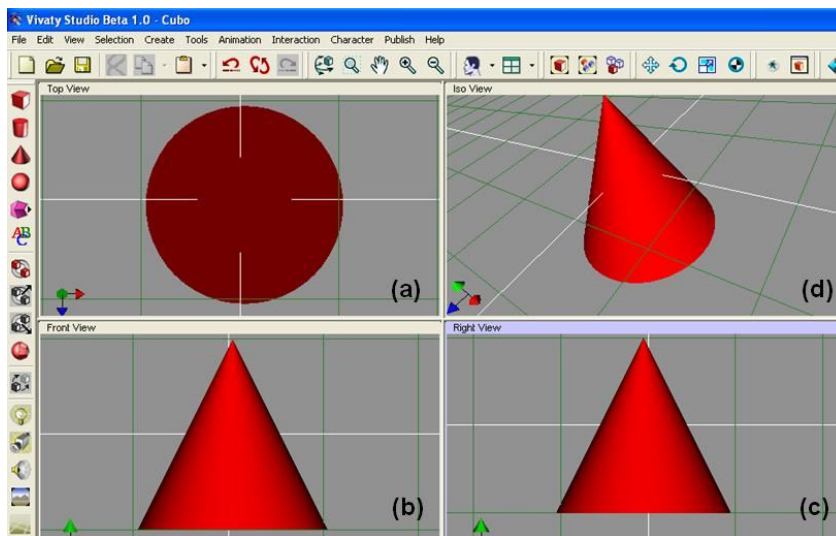 Vivaty Studio Beta 1.0 - Cubo
File Edit View Selection Create Tools Animation Interaction Character Publish Help
Top View
Iso View
(a)
(d)
Front View
Right View
(b)
(c)
ABC